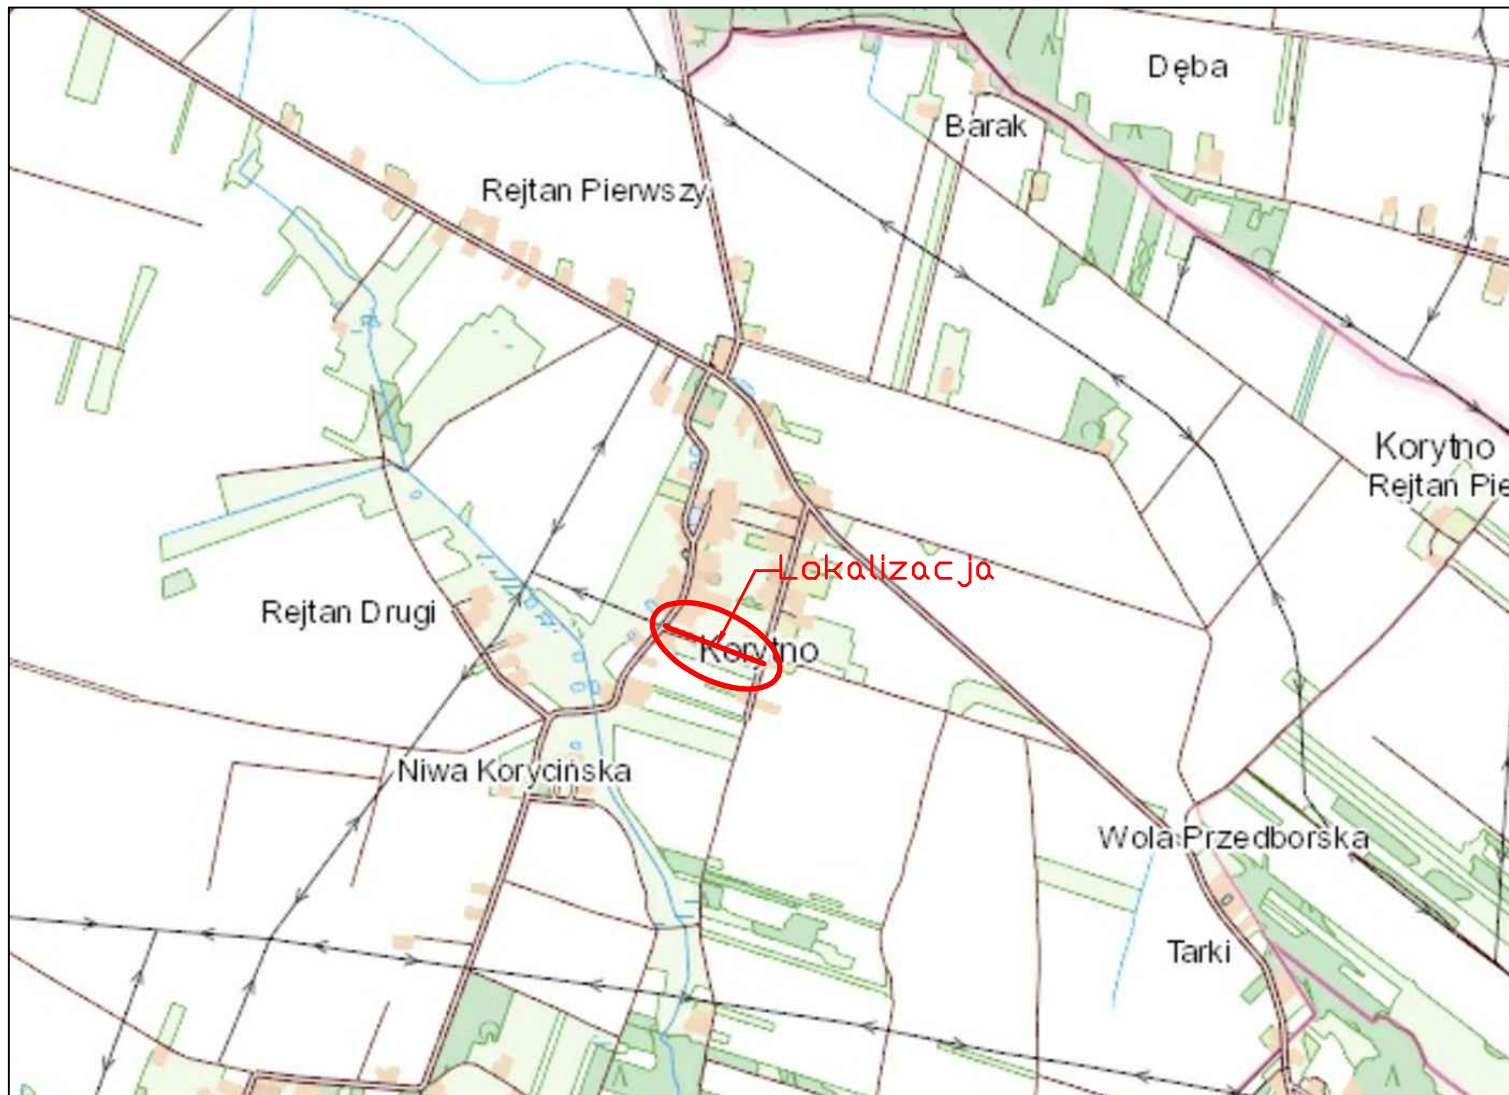 Dęba
Barak
Rejtan Pierwszy
Korytno
Rejtan Pie
Lokalizacja
Rejtan Drugi
Korytno
Niwa Korycińska
Wola Przedborska
Tarki